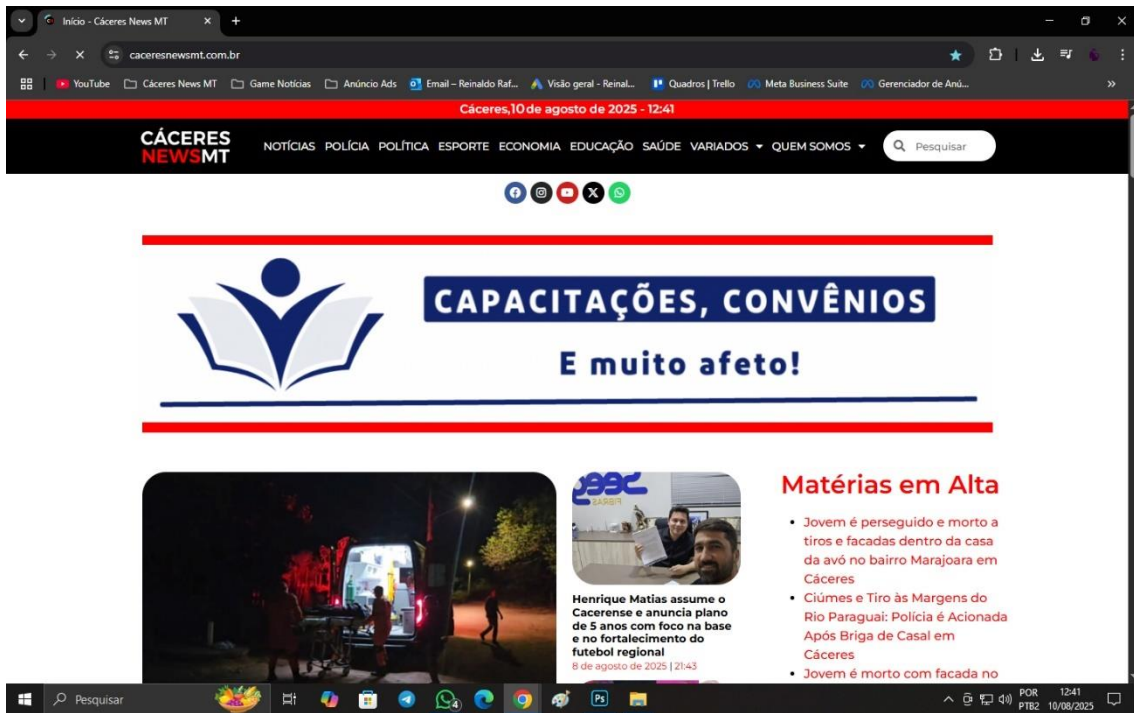 Início - Cáceres News MT
caceresnewsmt.com.br
YouTube Cáceres News MT Game Notícias Anúncio Ads Email – Reinaldo Raf... Visão geral - Reinal... Quadros | Trello Meta Business Suite Gerenciador de Anú...
Cáceres,10 de agosto de 2025 - 12:41
CÁCERES
NEWSMT
NOTÍCIAS POLÍCIA POLÍTICA ESPORTE ECONOMIA EDUCAÇÃO SAÚDE VARIADOS QUEM SOMOS Pesquisar
CAPACITAÇÕES, CONVÊNIOS
E muito afeto!
Henrique Matias assume o
Cacerense e anuncia plano
de 5 anos com foco na base
e no fortalecimento do
futebol regional
8 de agosto de 2025 | 21:43
Matérias em Alta
Jovem é perseguido e morto a
tiros e facadas dentro da casa
da avó no bairro Marajoara em
Cáceres
Ciúmes e Tiro às Margens do
Rio Paraguai: Polícia é Acionada
Após Briga de Casal em
Cáceres
Jovem é morto com facada no
Pesquisar
4
Ps
POR
PTB2
12:41
10/08/2025